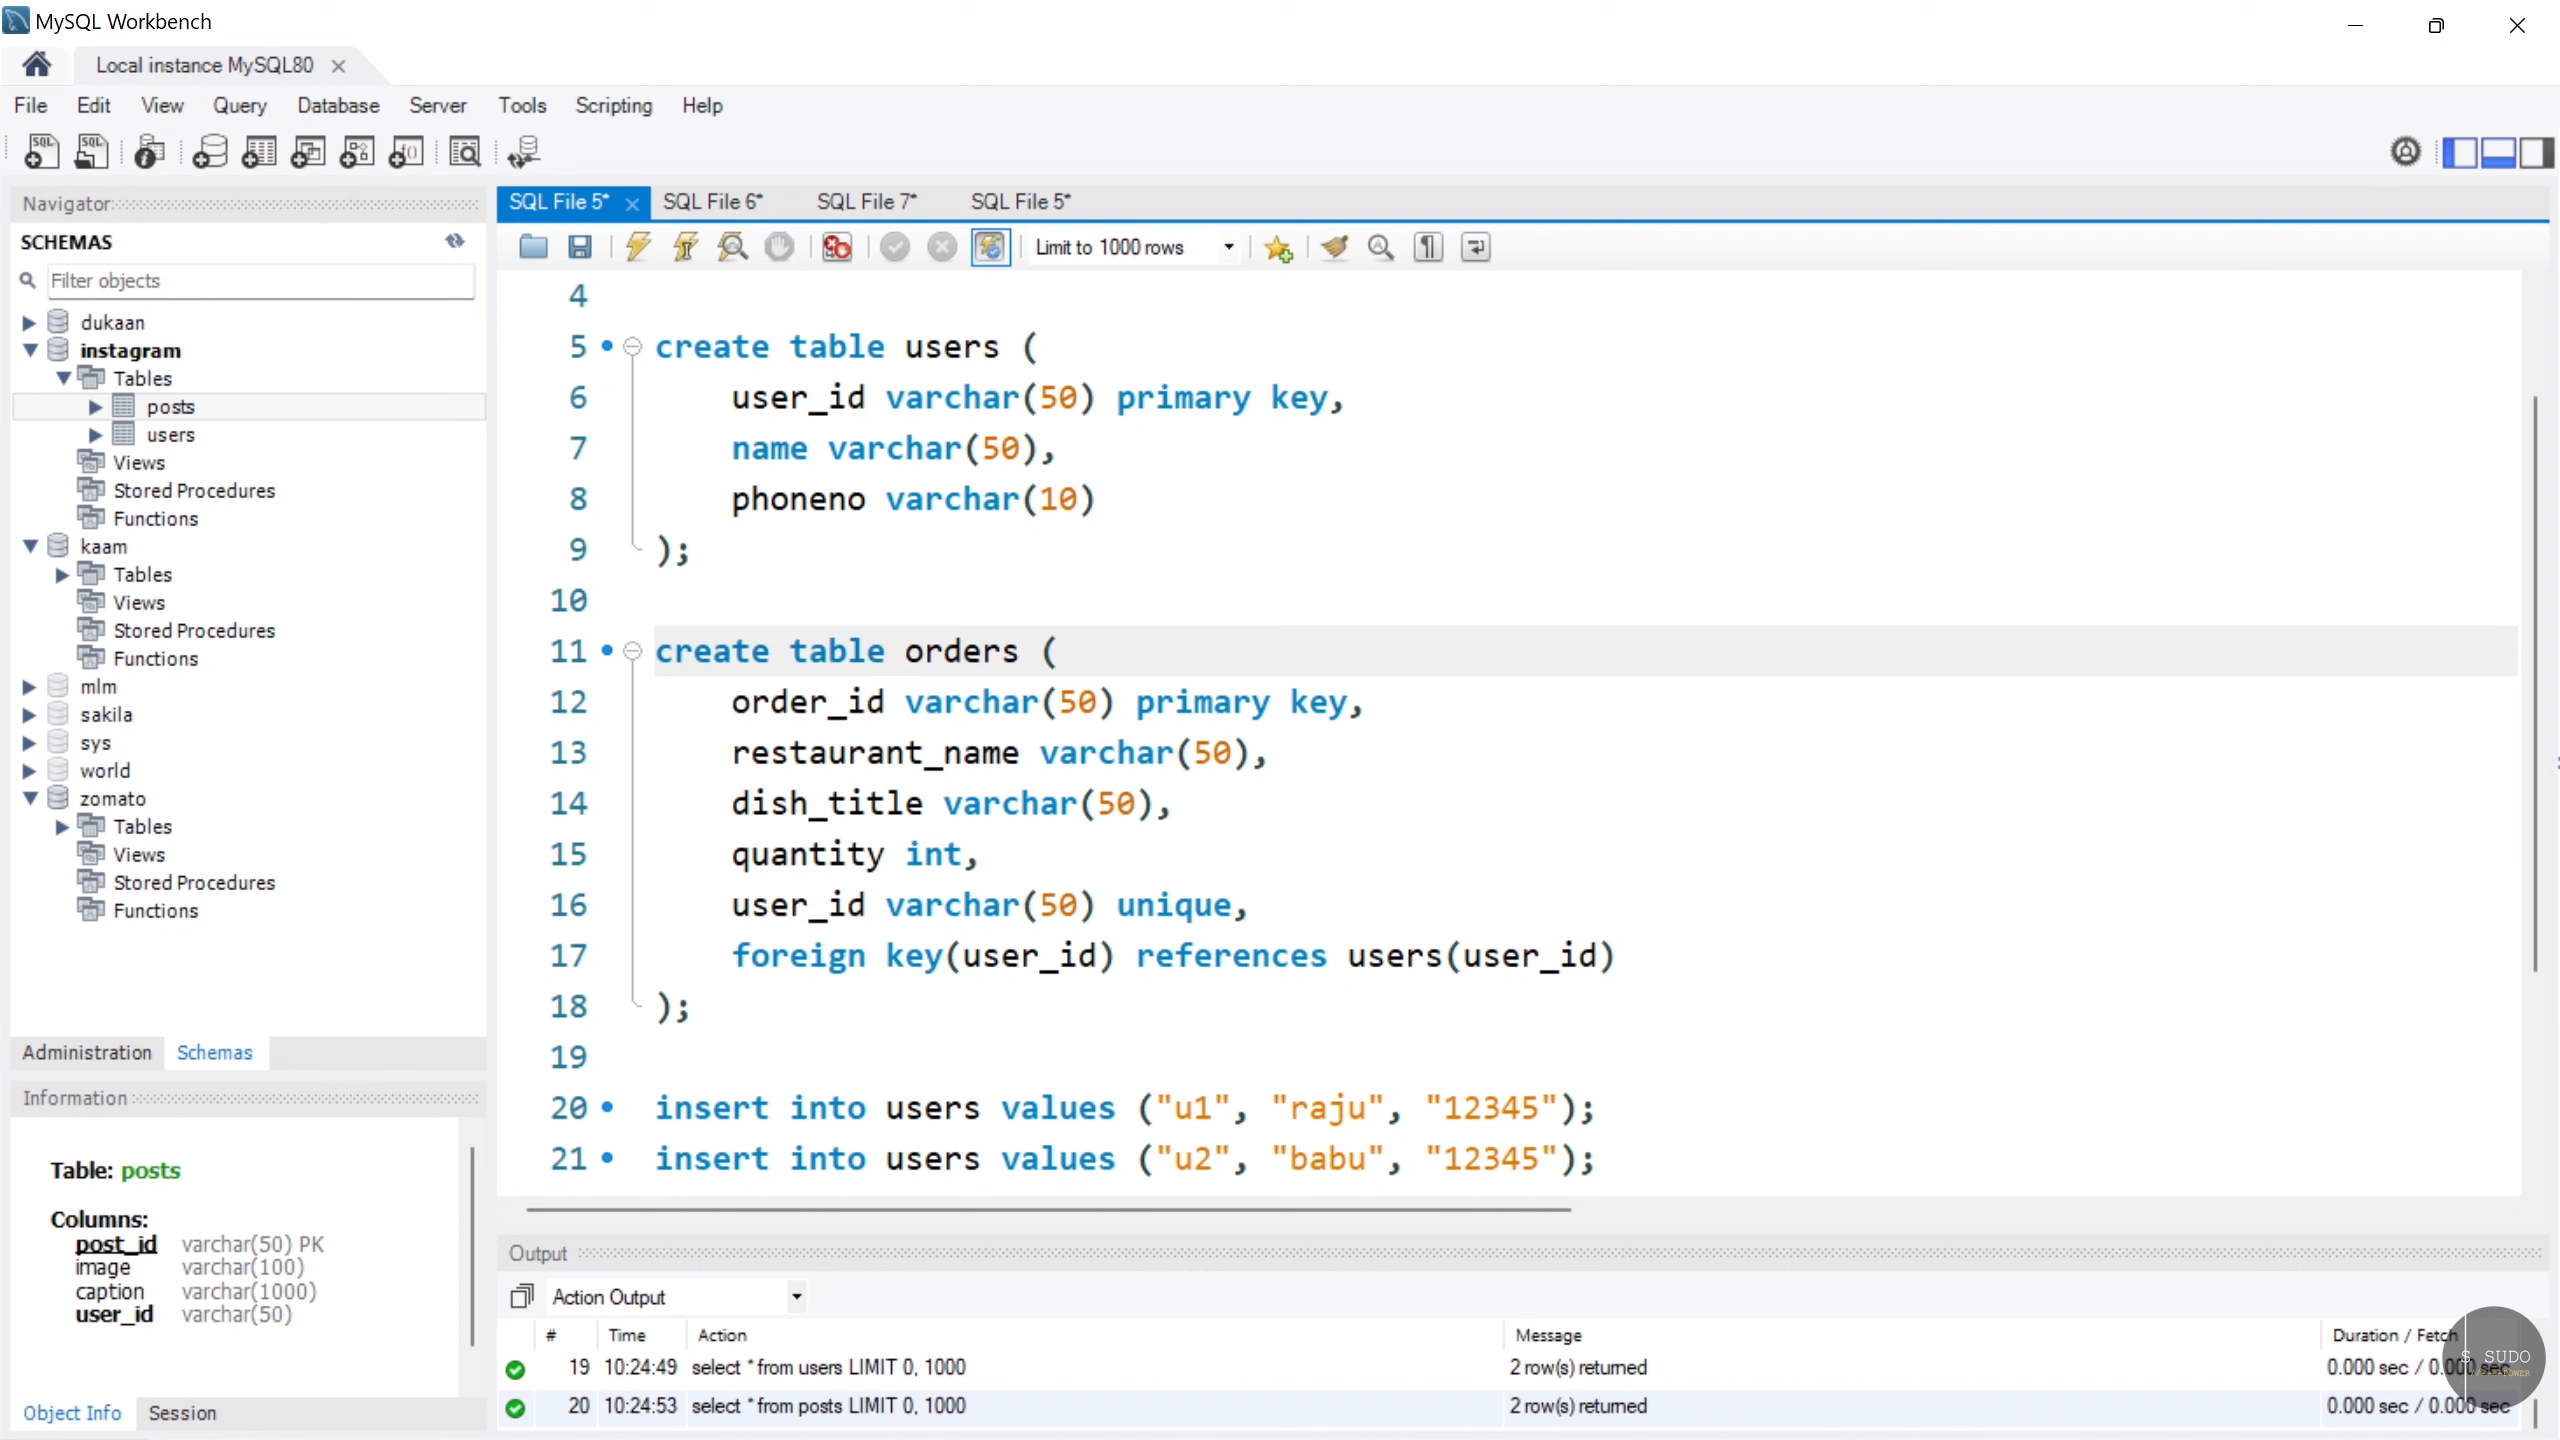 MySQL Workbench
Local instance MySQL80
File Edit View Query Database Server Tools Scripting Help
Navigator
SCHEMAS
Filter objects
dukaan
instagram
Tables
posts
users
Views
Stored Procedures
Functions
kaam
Tables
Views
Stored Procedures
Functions
mlm
sakila
sys
world
zomato
Tables
Views
Stored Procedures
Functions
Administration Schemas
Information
Table: posts
Columns:
post_id varchar(50) PK
image varchar(100)
caption varchar(1000)
user_id varchar(50)
Object Info Session
SQL File 5* SQL File 6* SQL File 7* SQL File 5*
Limit to 1000 rows
4
5 create table users (
6 user_id varchar(50) primary key,
7 name varchar(50),
8 phoneno varchar(10)
9 );
10
11 create table orders (
12 order_id varchar(50) primary key,
13 restaurant_name varchar(50),
14 dish_title varchar(50),
15 quantity int,
16 user_id varchar(50) unique,
17 foreign key(user_id) references users(user_id)
18 );
19
20 insert into users values ("u1", "raju", "12345");
21 insert into users values ("u2", "babu", "12345");
Output
Action Output
# Time Action Message Duration / Fetch
19 10:24:49 select * from users LIMIT 0, 1000 2 row(s) returned 0.000 sec / 0.000 sec
20 10:24:53 select * from posts LIMIT 0, 1000 2 row(s) returned 0.000 sec / 0.000 sec
$ SUDO